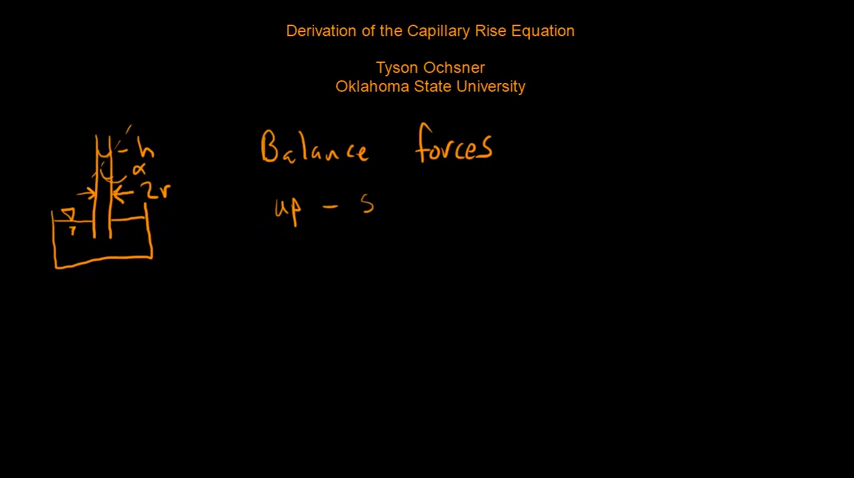 Derivation of the Capillary Rise Equation
Tyson Ochsner
Oklahoma State University
Balance forces
h
α
2r
up - s